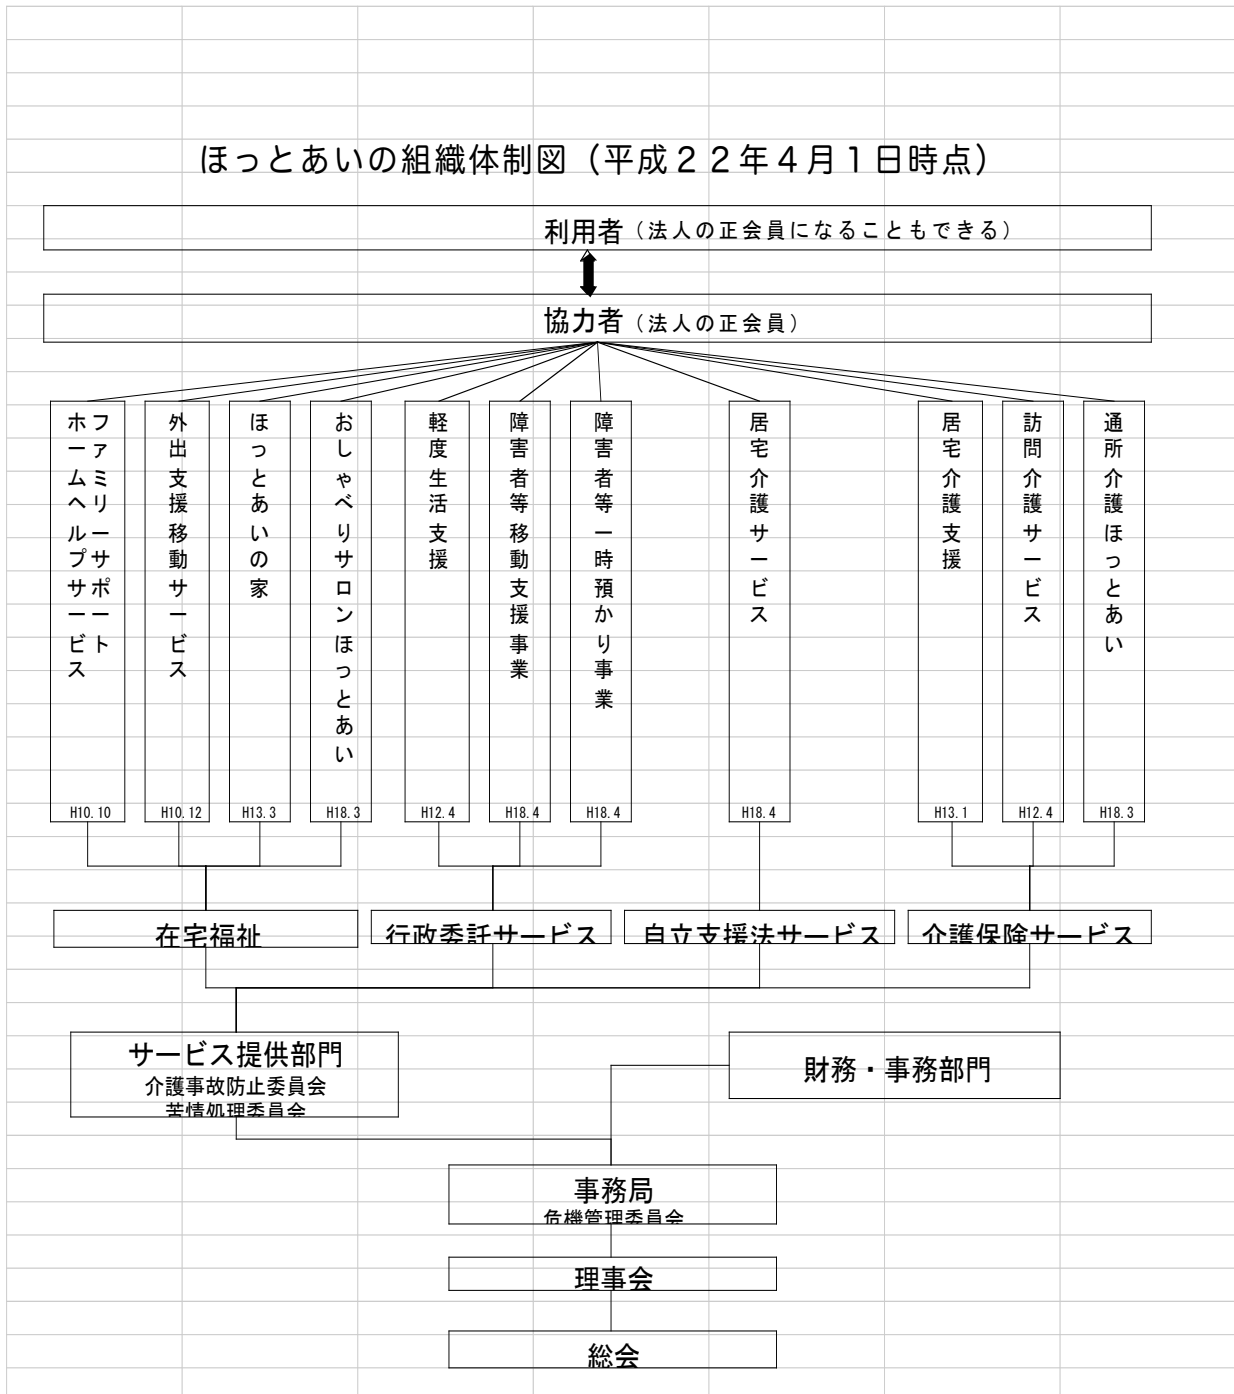 ほっとあいの組織体制図（平成２２年４月１日時点）
利用者（法人の正会員になることもできる）
協力者（法人の正会員）
ファミリーサポート
ホームヘルプサービス
H10.10
外出支援移動サービス
H10.12
ほっとあいの家
H13.3
おしゃべりサロンほっとあい
H18.3
軽度生活支援
H12.4
障害者等移動支援事業
H18.4
障害者等一時預かり事業
H18.4
居宅介護サービス
H18.4
居宅介護支援
H13.1
訪問介護サービス
H12.4
通所介護ほっとあい
H18.3
在宅福祉
行政委託サービス
自立支援法サービス
介護保険サービス
サービス提供部門
介護事故防止委員会
苦情処理委員会
財務・事務部門
事務局
危機管理委員会
理事会
総会